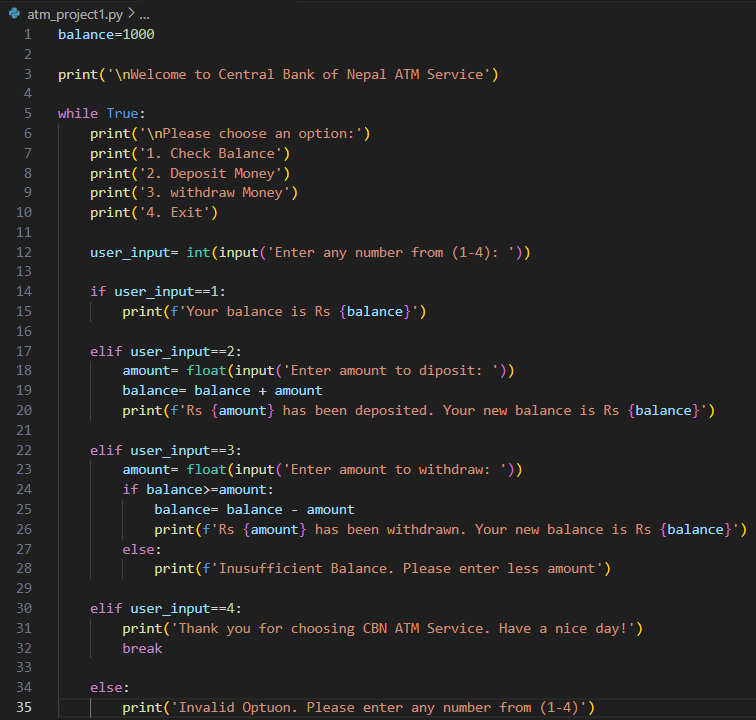 atm_project1.py > ...
1 balance=1000
2
3 print('\nWelcome to Central Bank of Nepal ATM Service')
4
5 while True:
6     print('\nPlease choose an option:')
7     print('1. Check Balance')
8     print('2. Deposit Money')
9     print('3. withdraw Money')
10     print('4. Exit')
11
12     user_input= int(input('Enter any number from (1-4): '))
13
14     if user_input==1:
15         print(f'Your balance is Rs {balance}')
16
17     elif user_input==2:
18         amount= float(input('Enter amount to diposit: '))
19         balance= balance + amount
20         print(f'Rs {amount} has been deposited. Your new balance is Rs {balance}')
21
22     elif user_input==3:
23         amount= float(input('Enter amount to withdraw: '))
24         if balance>=amount:
25             balance= balance - amount
26             print(f'Rs {amount} has been withdrawn. Your new balance is Rs {balance}')
27         else:
28             print(f'Inusufficient Balance. Please enter less amount')
29
30     elif user_input==4:
31         print('Thank you for choosing CBN ATM Service. Have a nice day!')
32         break
33
34     else:
35         print('Invalid Optuon. Please enter any number from (1-4)')